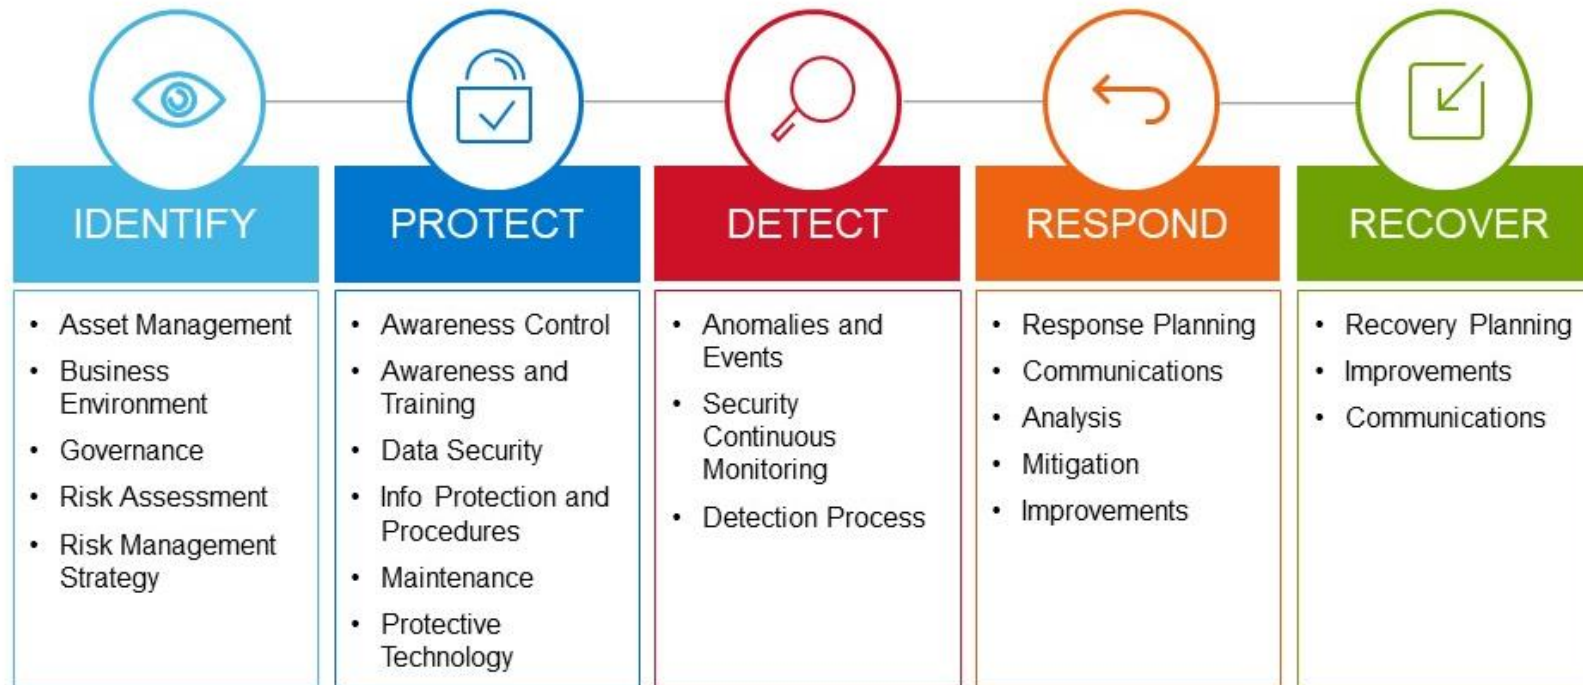 IDENTIFY
• Asset Management
• Business
Environment
• Governance
• Risk Assessment
• Risk Management
Strategy
PROTECT
• Awareness Control
• Awareness and
Training
• Data Security
• Info Protection and
Procedures
• Maintenance
• Protective
Technology
DETECT
• Anomalies and
Events
• Security
Continuous
Monitoring
• Detection Process
RESPOND
• Response Planning
• Communications
• Analysis
• Mitigation
• Improvements
RECOVER
• Recovery Planning
• Improvements
• Communications